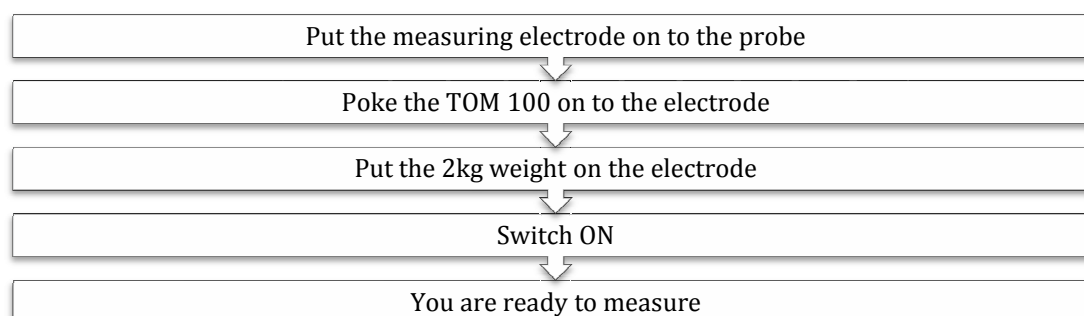 Put the measuring electrode on to the probe
Poke the TOM 100 on to the electrode
Put the 2kg weight on the electrode
Switch ON
You are ready to measure